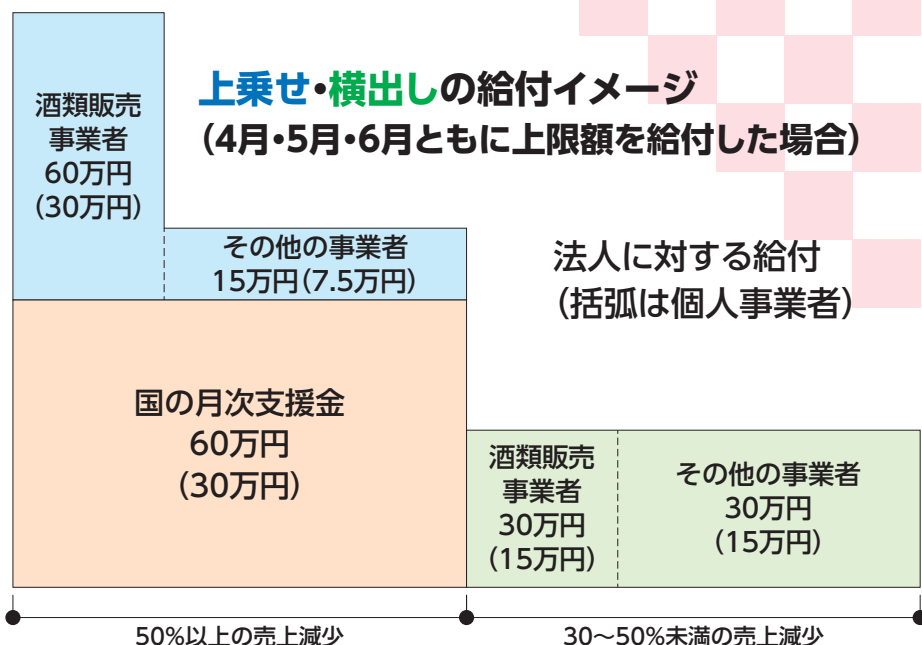 上乗せ・横出しの給付イメージ
（4月・5月・6月ともに上限額を給付した場合）
酒類販売
事業者
60万円
(30万円)
その他の事業者
15万円(7.5万円)
法人に対する給付
（括弧は個人事業者）
国の月次支援金
60万円
(30万円)
酒類販売
事業者
30万円
(15万円)
その他の事業者
30万円
(15万円)
50%以上の売上減少
30〜50%未満の売上減少